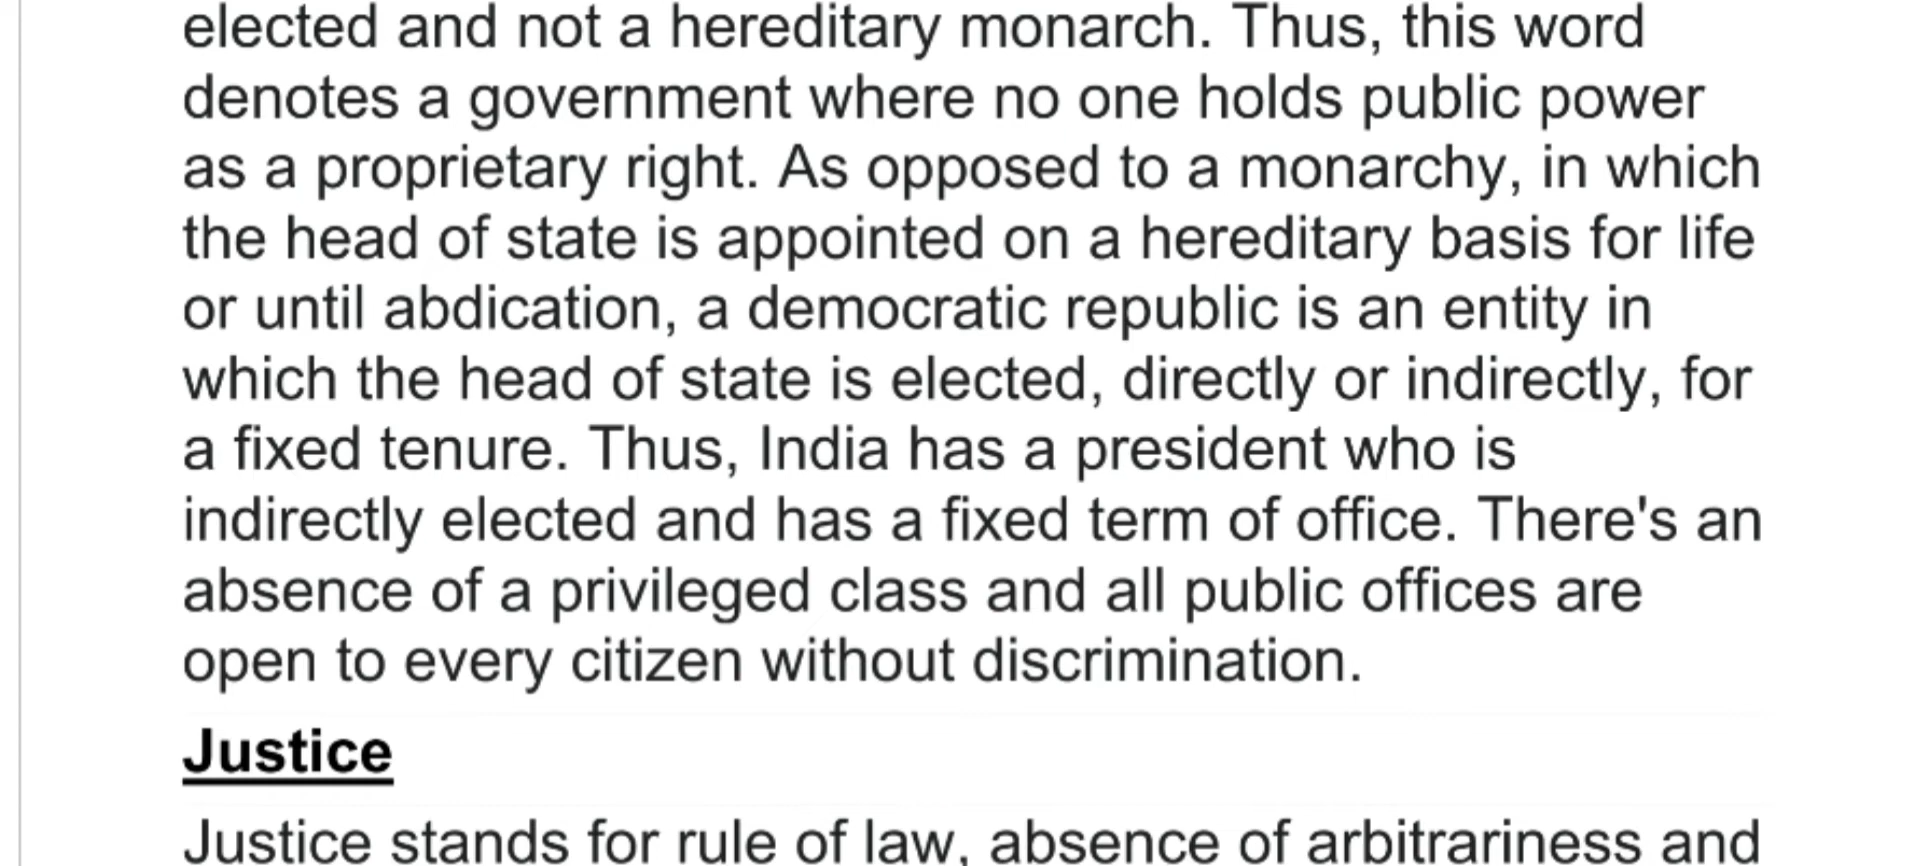 elected and not a hereditary monarch. Thus, this word
denotes a government where no one holds public power
as a proprietary right. As opposed to a monarchy, in which
the head of state is appointed on a hereditary basis for life
or until abdication, a democratic republic is an entity in
which the head of state is elected, directly or indirectly, for
a fixed tenure. Thus, India has a president who is
indirectly elected and has a fixed term of office. There's an
absence of a privileged class and all public offices are
open to every citizen without discrimination.
Justice
Justice stands for rule of law, absence of arbitrariness and